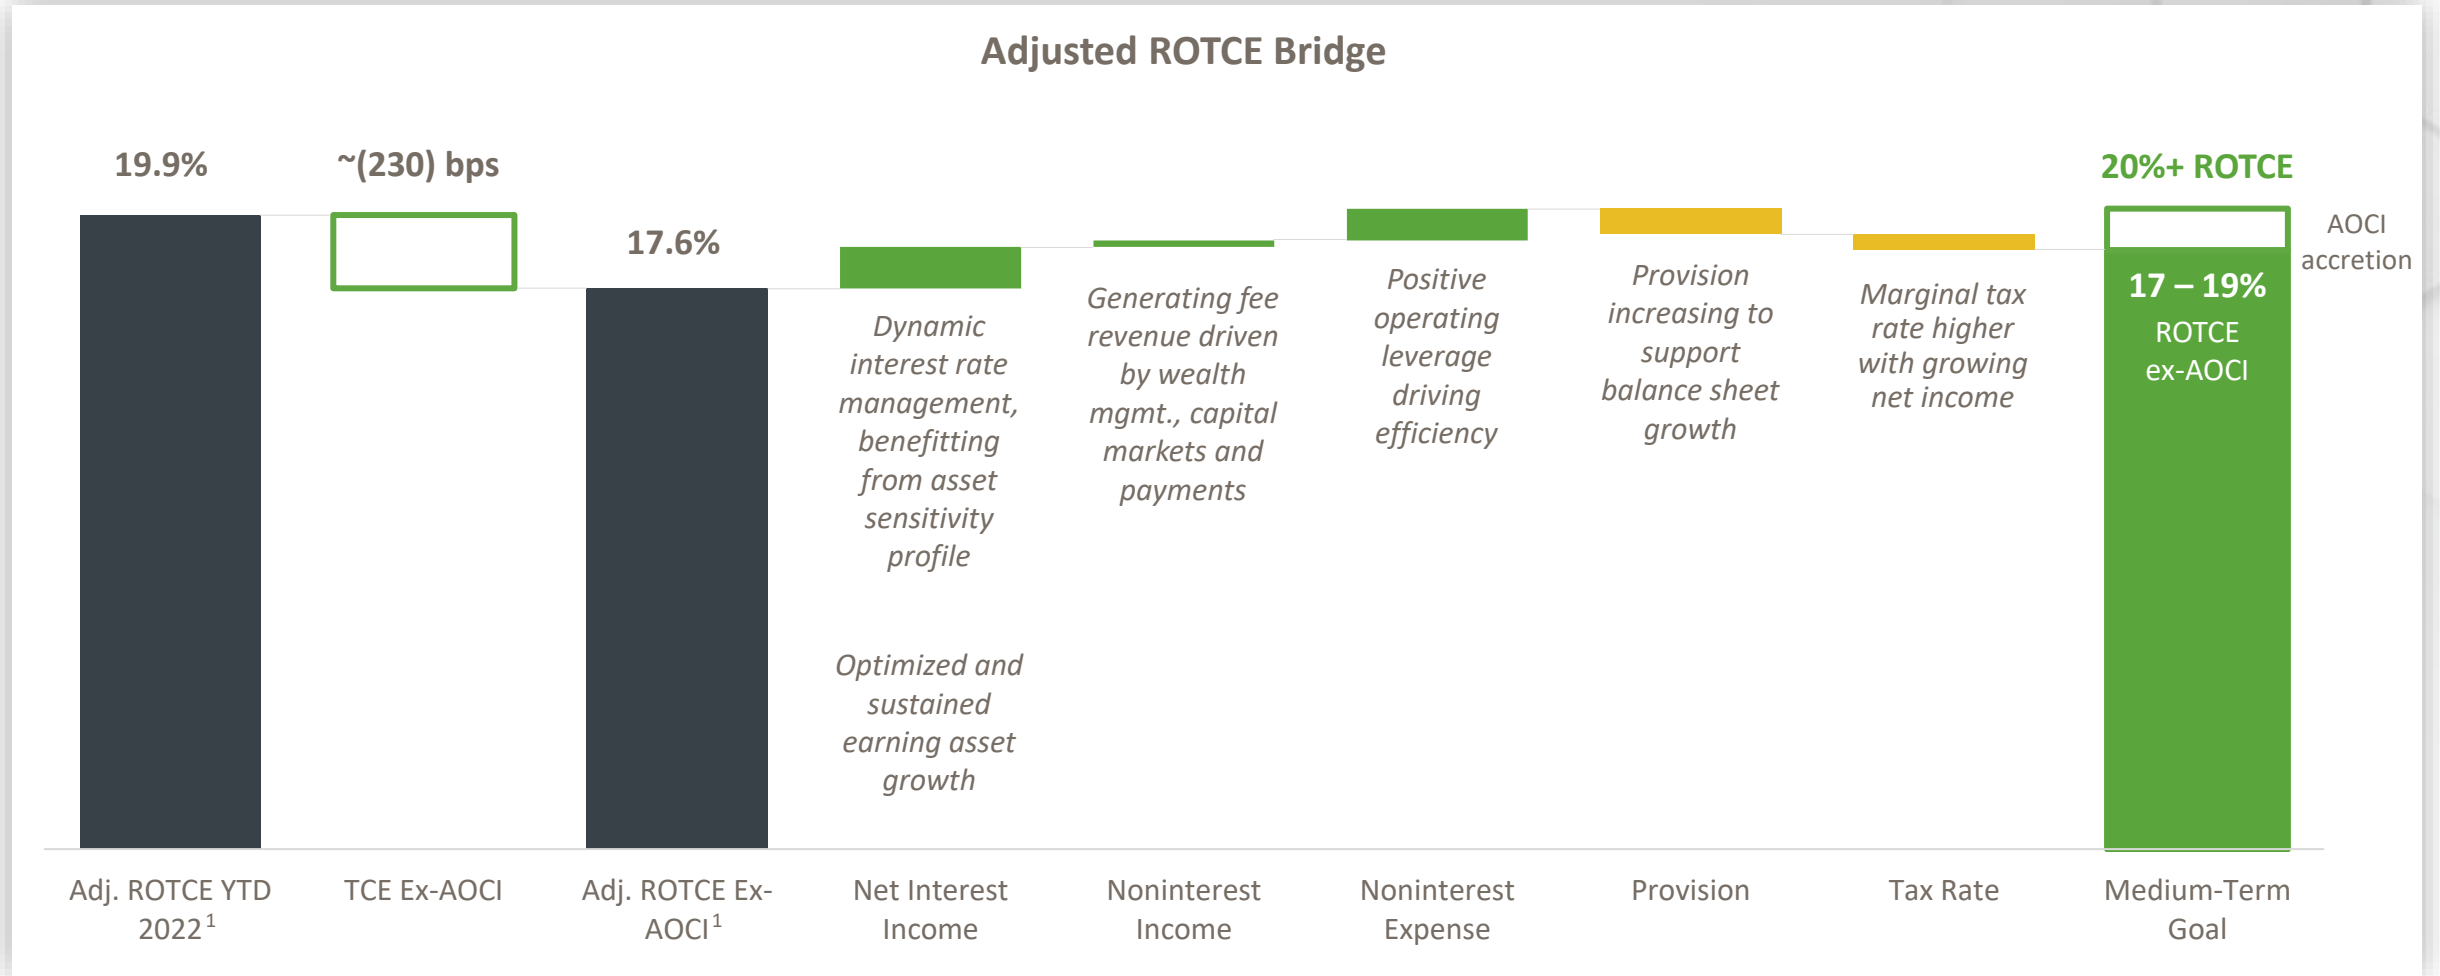 Adjusted ROTCE Bridge
19.9%
~(230) bps
17.6%
20%+ ROTCE
AOCI
accretion
17 – 19%
ROTCE
ex-AOCI
Dynamic
interest rate
management,
benefitting
from asset
sensitivity
profile
Optimized and
sustained
earning asset
growth
Generating fee
revenue driven
by wealth
mgmt., capital
markets and
payments
Positive
operating
leverage
driving
efficiency
Provision
increasing to
support
balance sheet
growth
Marginal tax
rate higher
with growing
net income
Adj. ROTCE YTD
2022¹
TCE Ex-AOCI
Adj. ROTCE Ex-
AOCI¹
Net Interest
Income
Noninterest
Income
Noninterest
Expense
Provision
Tax Rate
Medium-Term
Goal